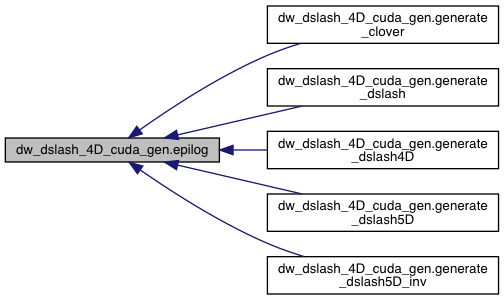 dw_dslash_4D_cuda_gen.generate
_clover
dw_dslash_4D_cuda_gen.generate
_dslash
dw_dslash_4D_cuda_gen.epilog
dw_dslash_4D_cuda_gen.generate
_dslash4D
dw_dslash_4D_cuda_gen.generate
_dslash5D
dw_dslash_4D_cuda_gen.generate
_dslash5D_inv